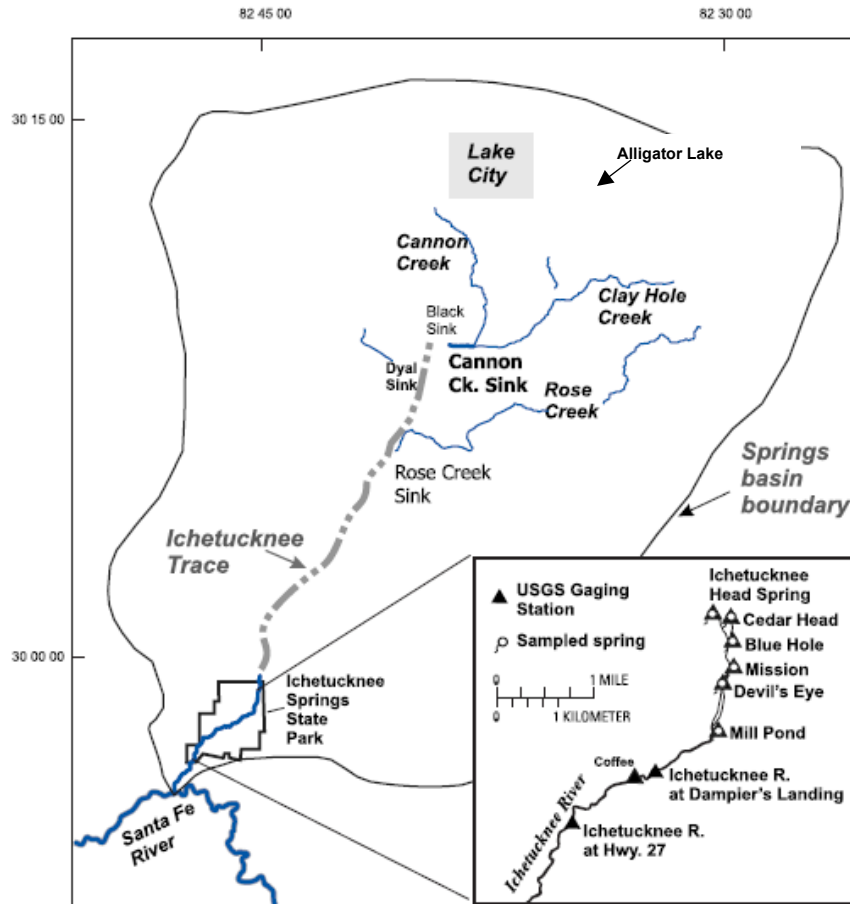 82 45 00
82 30 00
30 15 00
Lake
City
Alligator Lake
Cannon
Creek
Clay Hole
Creek
Black
Sink
Cannon
Ck. Sink
Dyal
Sink
Rose
Creek
Rose Creek
Sink
Springs
basin
boundary
Ichetucknee
Trace
30 00 00
Ichetucknee
Springs
State
Park
Santa Fe
River
USGS Gaging
Station
Sampled spring
0 1 MILE
0 1 KILOMETER
Ichetucknee
Head Spring
Cedar Head
Blue Hole
Mission
Devil's Eye
Mill Pond
Coffee
Ichetucknee R.
at Dampier's Landing
Ichetucknee River
Ichetucknee R.
at Hwy. 27